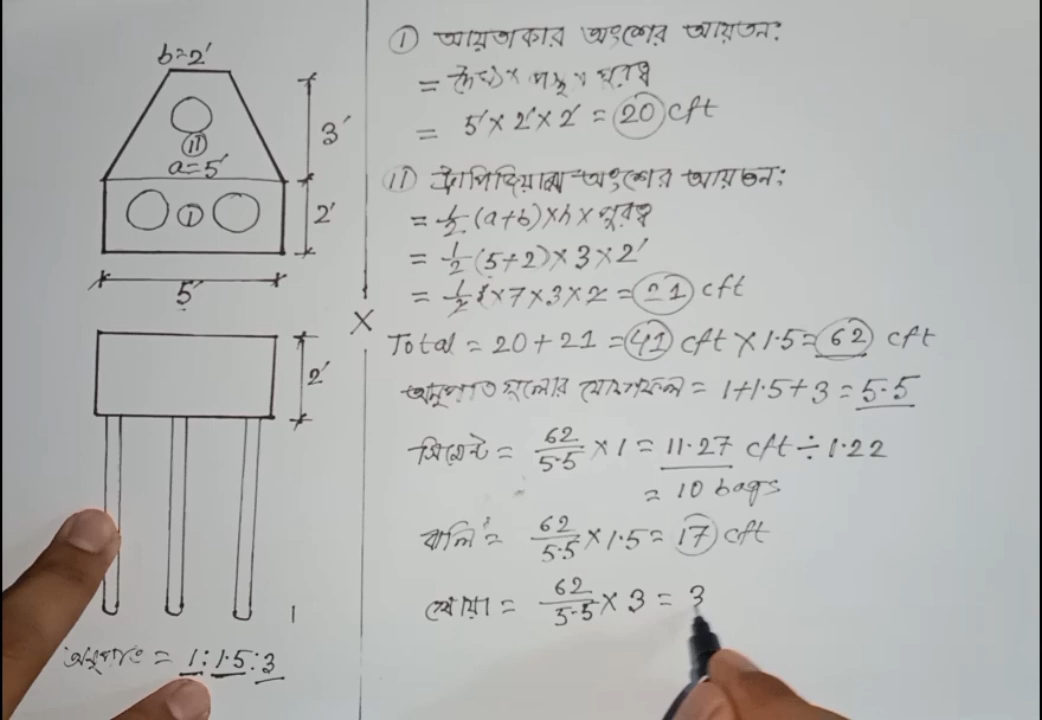 b=2'
3'
II
a=5'
I
2'
5'
2'
অনুপাত = 1:1.5:3
① আয়তাকার অংশের আয়তন:
= দৈর্ঘ্য × প্রস্থ × পুরুত্ব
= 5'×2'×2' = 20 cft
II ট্রাপিজিয়াম অংশের আয়তন:
= 1/2 (a+b)×h× পুরুত্ব
= 1/2 (5+2)×3×2'
= 1/2 ×7×3×2 = 21 cft
Total = 20+21 = 41 cft ×1.5 = 62 cft
অনুপাত গুলোর যোগফল = 1+1.5+3 = 5.5
সিমেন্ট = 62/5.5 ×1 = 11.27 cft ÷ 1.22
= 10 bags
বালি = 62/5.5 ×1.5 = 17 cft
খোয়া = 62/5.5 × 3 = 3